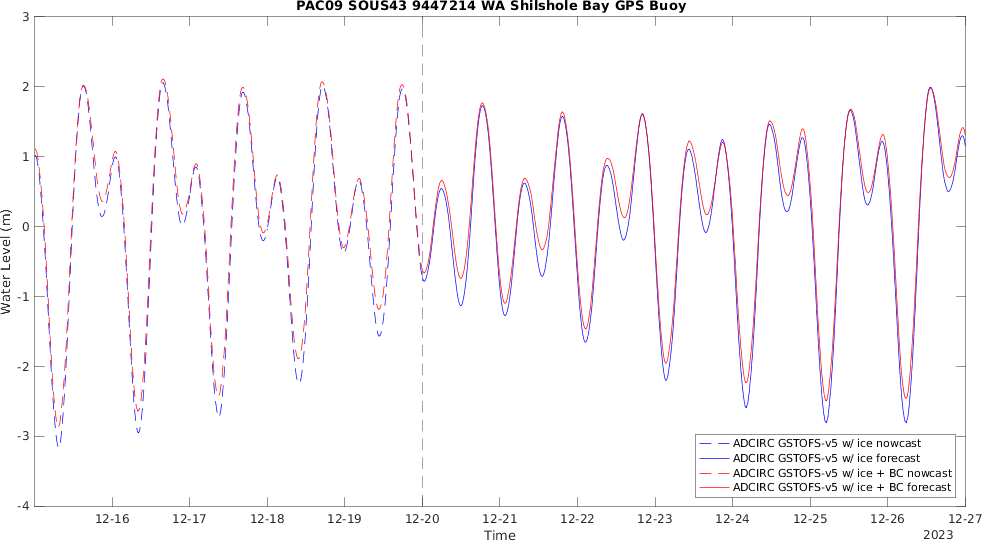 PAC09 SOUS43 9447214 WA Shilshole Bay GPS Buoy
3
2
1
0
-1
-2
-3
-4
Water Level (m)
ADCIRC GSTOFS-v5 w/ ice nowcast
ADCIRC GSTOFS-v5 w/ ice forecast
ADCIRC GSTOFS-v5 w/ ice + BC nowcast
ADCIRC GSTOFS-v5 w/ ice + BC forecast
12-16 12-17 12-18 12-19 12-20 12-21 12-22 12-23 12-24 12-25 12-26 12-27
Time
2023